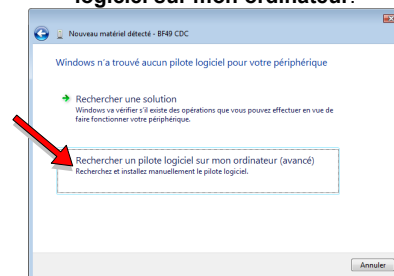 logiciel sur mon ordinateur.
Nouveau matériel détecté - BF49 CDC
Windows n'a trouvé aucun pilote logiciel pour votre périphérique
Rechercher une solution
Windows va vérifier s'il existe des opérations que vous pouvez effectuer en vue de
faire fonctionner votre périphérique.
Rechercher un pilote logiciel sur mon ordinateur (avancé)
Recherchez et installez manuellement le pilote logiciel.
Annuler